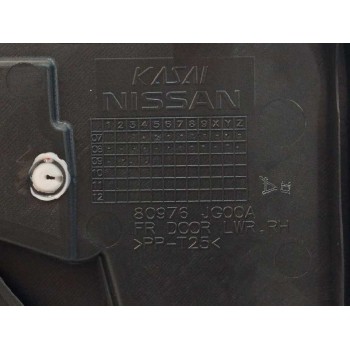 KASAI
NISSAN
1 2 3 4 5 6 7 8 9 X Y Z
07
08
09
10
11
12
80976 JG00A
FR DOOR LWR.RH
>PP-T25<